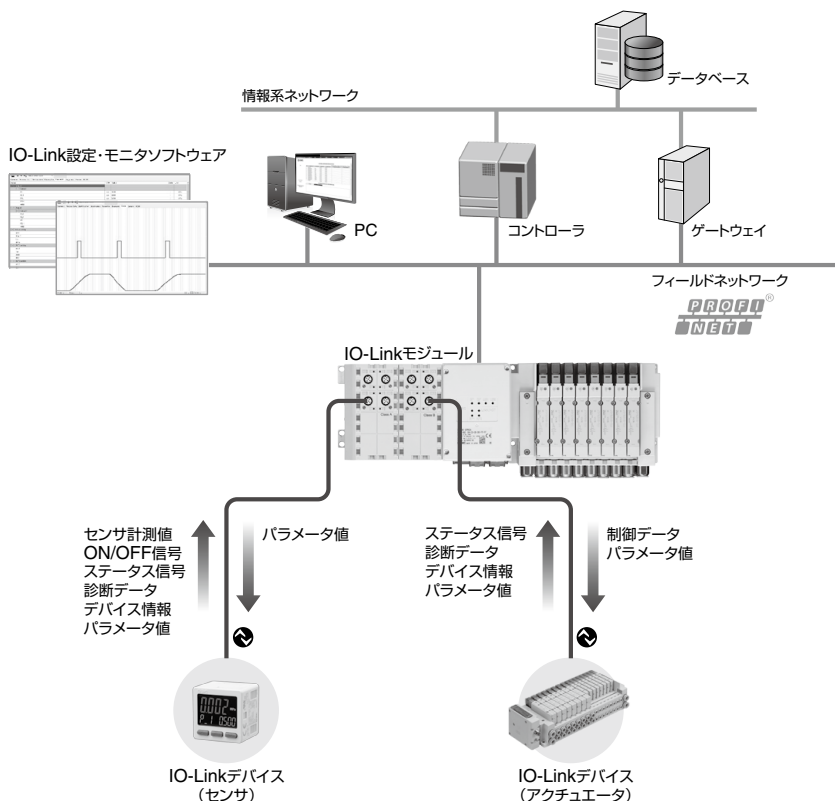 データベース
情報系ネットワーク
IO-Link設定・モニタソフトウェア
PC
コントローラ
ゲートウェイ
フィールドネットワーク
PROFI®
NET
IO-Linkモジュール
Class A
Class B
センサ計測値
ON/OFF信号
ステータス信号
診断データ
デバイス情報
パラメータ値
パラメータ値
ステータス信号
診断データ
デバイス情報
パラメータ値
制御データ
パラメータ値
0.002
P_1 0.500
IO-Linkデバイス
（センサ）
IO-Linkデバイス
（アクチュエータ）